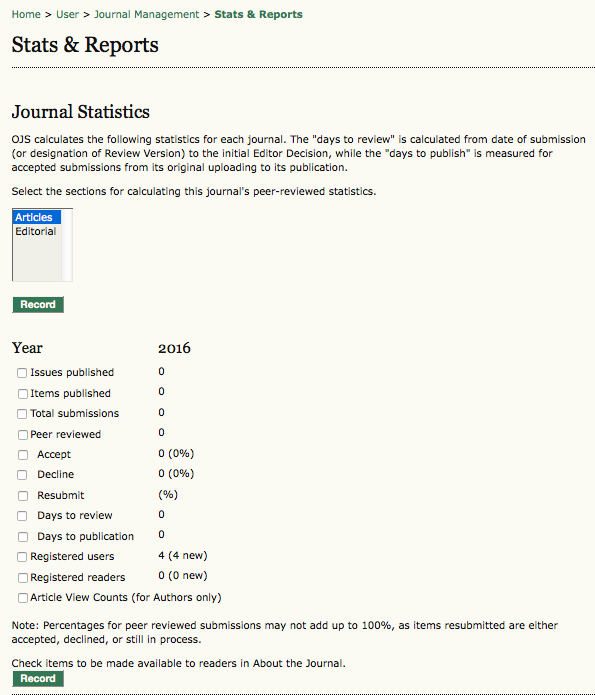 Home > User > Journal Management > Stats & Reports
Stats & Reports
Journal Statistics
OJS calculates the following statistics for each journal. The "days to review" is calculated from date of submission
(or designation of Review Version) to the initial Editor Decision, while the "days to publish" is measured for
accepted submissions from its original uploading to its publication.
Select the sections for calculating this journal's peer-reviewed statistics.
Articles
Editorial
Record
Year 2016
Issues published 0
Items published 0
Total submissions 0
Peer reviewed 0
Accept 0 (0%)
Decline 0 (0%)
Resubmit (%)
Days to review 0
Days to publication 0
Registered users 4 (4 new)
Registered readers 0 (0 new)
Article View Counts (for Authors only)
Note: Percentages for peer reviewed submissions may not add up to 100%, as items resubmitted are either
accepted, declined, or still in process.
Check items to be made available to readers in About the Journal.
Record